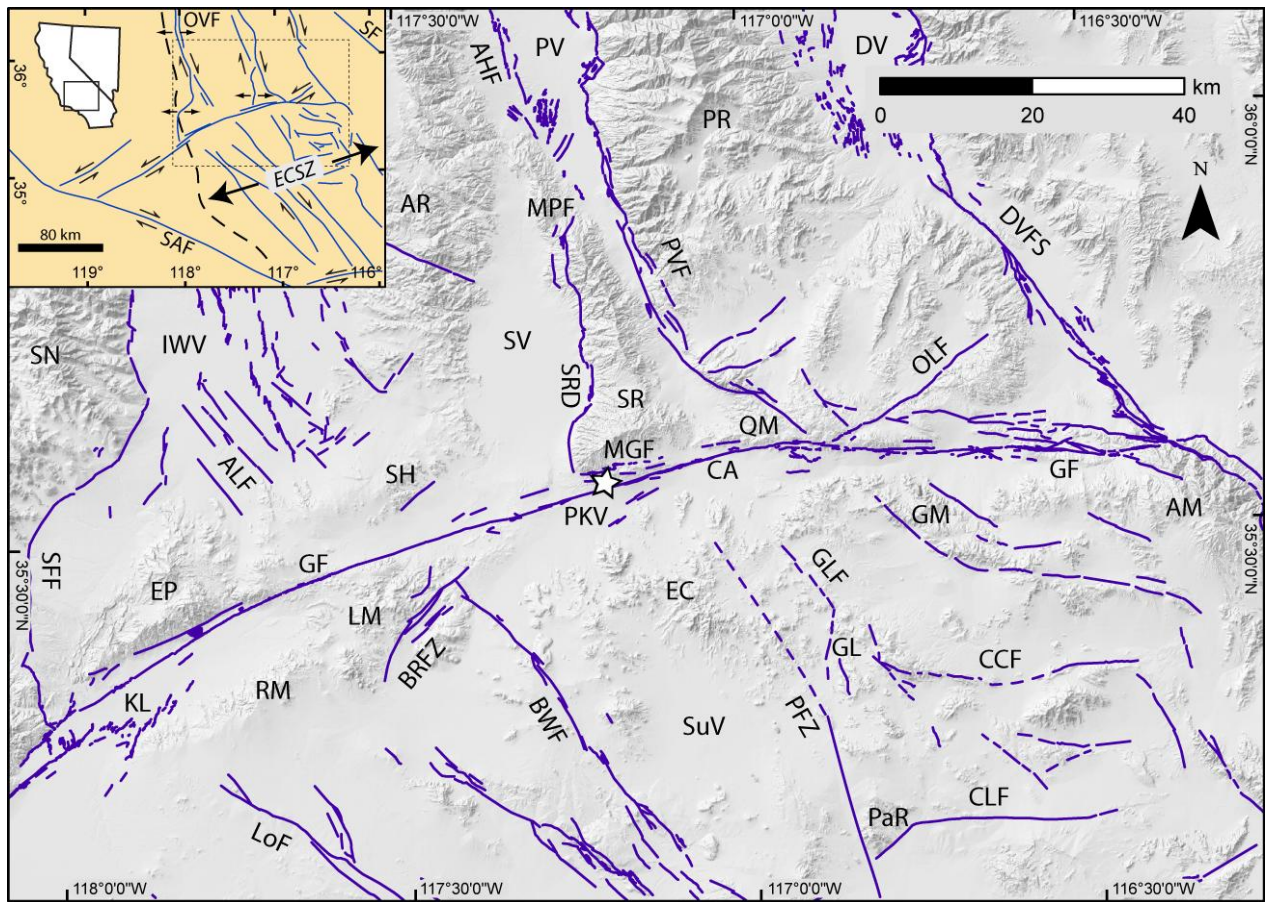 OVF
SF
36°
35°
ECSZ
SAF
80 km
119°
118°
117°
116°
117°30'0"W
117°0'0"W
116°30'0"W
AHF
PV
DV
km
0
20
40
PR
36°0'0"N
N
AR
MPF
PVF
DVFS
SN
IWV
SV
SRD
SR
OLF
QM
MGF
ALF
SH
CA
GF
PKV
GM
AM
35°30'0"N
SFF
35°30'0"N
GF
EP
LM
EC
GLF
BRFZ
GL
CCF
KL
RM
BWF
SuV
PFZ
CLF
PaR
LoF
118°0'0"W
117°30'0"W
117°0'0"W
116°30'0"W